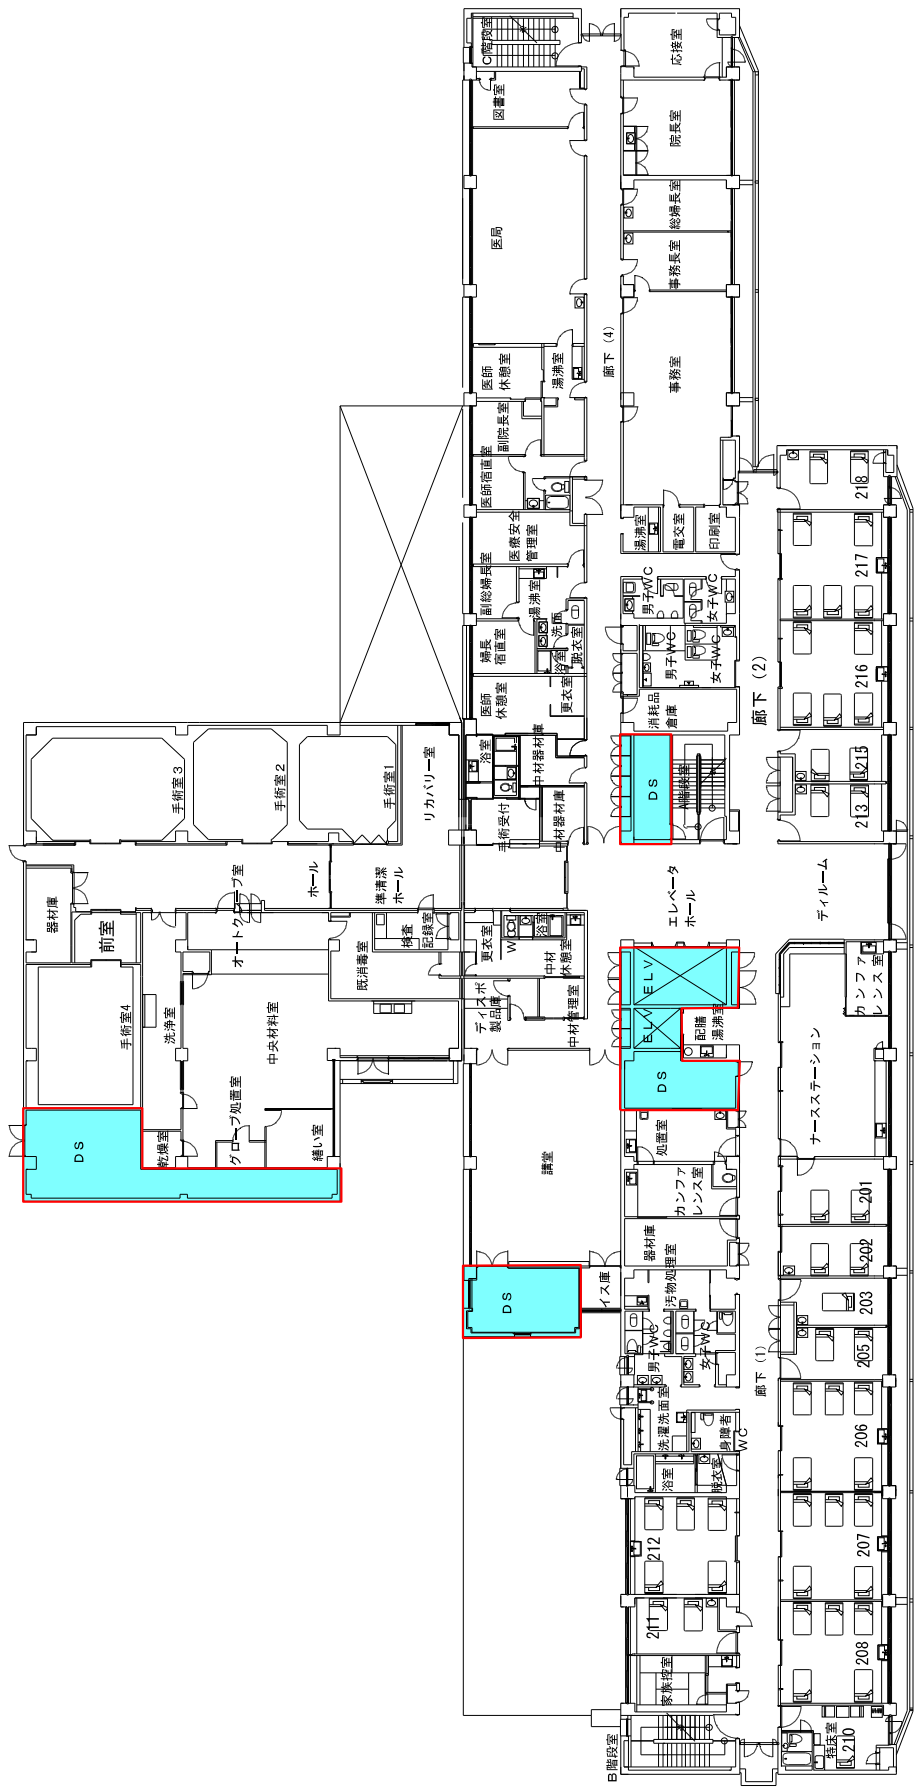 C階段室
図書室
応接室
院長室
医局
総婦長室
事務長室
廊下（4）
医師
休憩室
湯沸室
事務室
副院長室
医師宿直室
218
医療安全
管理室
湯沸室
電交室
印刷室
217
副総婦長室
湯沸室
洗面
男子WC
女子WC
婦長
宿直室
浴室
脱衣室
男子WC
女子WC
廊下（2）
216
医師
休憩室
更衣室
消耗品
倉庫
手術室3
手術室2
手術室1
リカバリー室
浴室
中材器材庫
DS
A階段室
215
手術受付
中材器材庫
213
器材庫
オートクレーブ室
ホール
準清潔
ホール
エレベータ
ホール
ディルーム
前室
既消毒室
検査
記録室
更衣室
W
浴室
中材
休憩室
ELV
カンファ
レンス室
手術室4
洗浄室
中央材料室
ディスポ
製品庫
中材管理室
ELV
配膳
湯沸室
ナースステーション
DS
DS
乾燥室
グローブ処置室
繕い室
講堂
処置室
カンファ
レンス室
201
器材庫
202
DS
イス庫
汚物処理室
203
男子WC
女子WC
廊下（1）
205
洗濯洗面室
身障者
WC
206
浴室
脱衣室
212
207
211
208
家族控室
B階段室
特床室
210